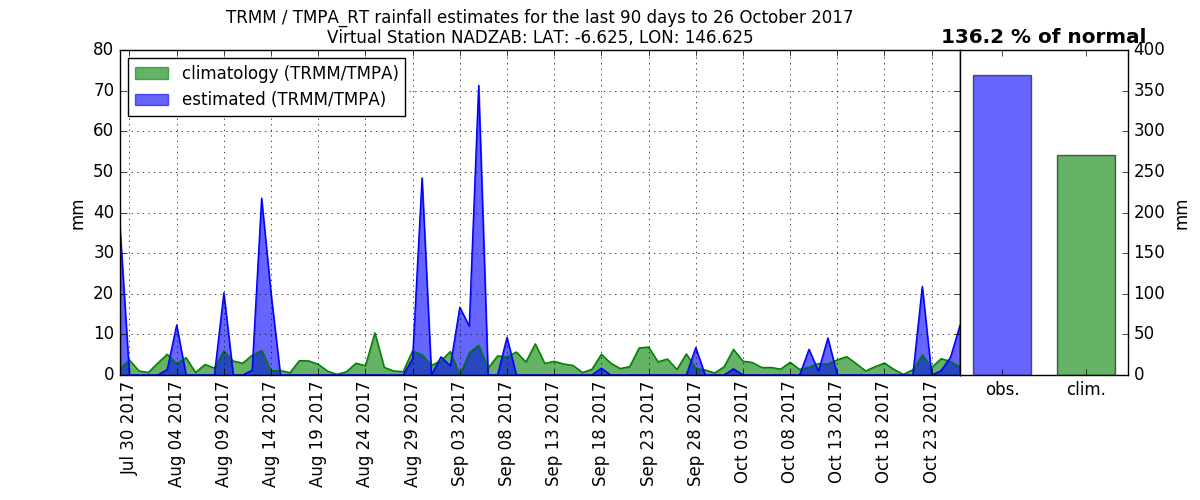 TRMM / TMPA_RT rainfall estimates for the last 90 days to 26 October 2017
Virtual Station NADZAB: LAT: -6.625, LON: 146.625
136.2 % of normal
climatology (TRMM/TMPA)
estimated (TRMM/TMPA)
80
70
60
50
40
30
20
10
0
mm
400
350
300
250
200
150
100
50
0
mm
Jul 30 2017
Aug 04 2017
Aug 09 2017
Aug 14 2017
Aug 19 2017
Aug 24 2017
Aug 29 2017
Sep 03 2017
Sep 08 2017
Sep 13 2017
Sep 18 2017
Sep 23 2017
Sep 28 2017
Oct 03 2017
Oct 08 2017
Oct 13 2017
Oct 18 2017
Oct 23 2017
obs.
clim.